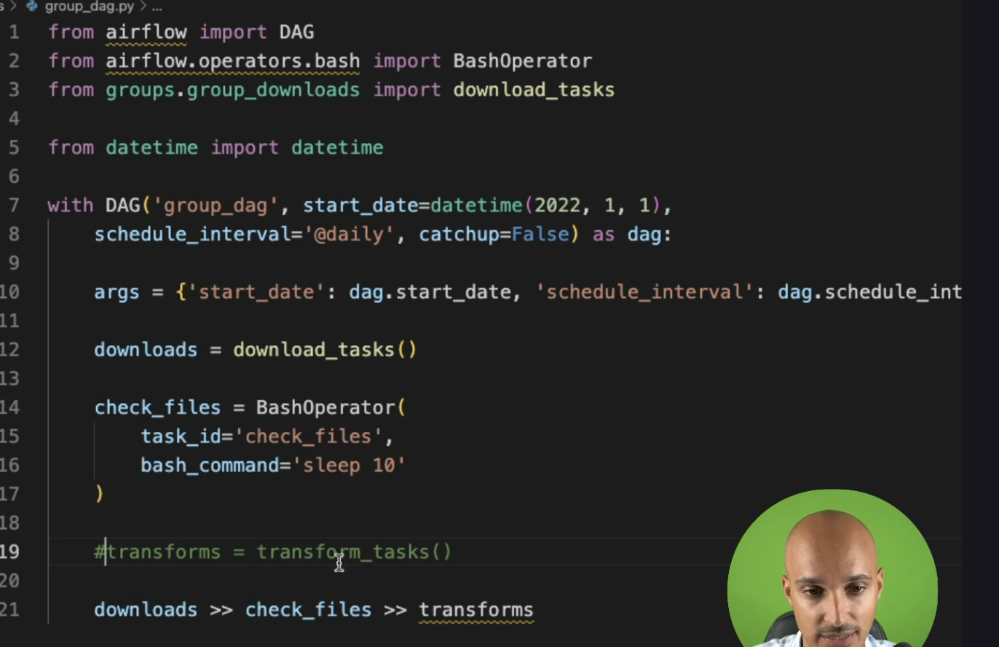 s > group_dag.py > ...
1 from airflow import DAG
2 from airflow.operators.bash import BashOperator
3 from groups.group_downloads import download_tasks
4
5 from datetime import datetime
6
7 with DAG('group_dag', start_date=datetime(2022, 1, 1),
8 schedule_interval='@daily', catchup=False) as dag:
9
10 args = {'start_date': dag.start_date, 'schedule_interval': dag.schedule_int
11
12 downloads = download_tasks()
13
14 check_files = BashOperator(
15 task_id='check_files',
16 bash_command='sleep 10'
17 )
18
19 #transforms = transform_tasks()
20
21 downloads >> check_files >> transforms